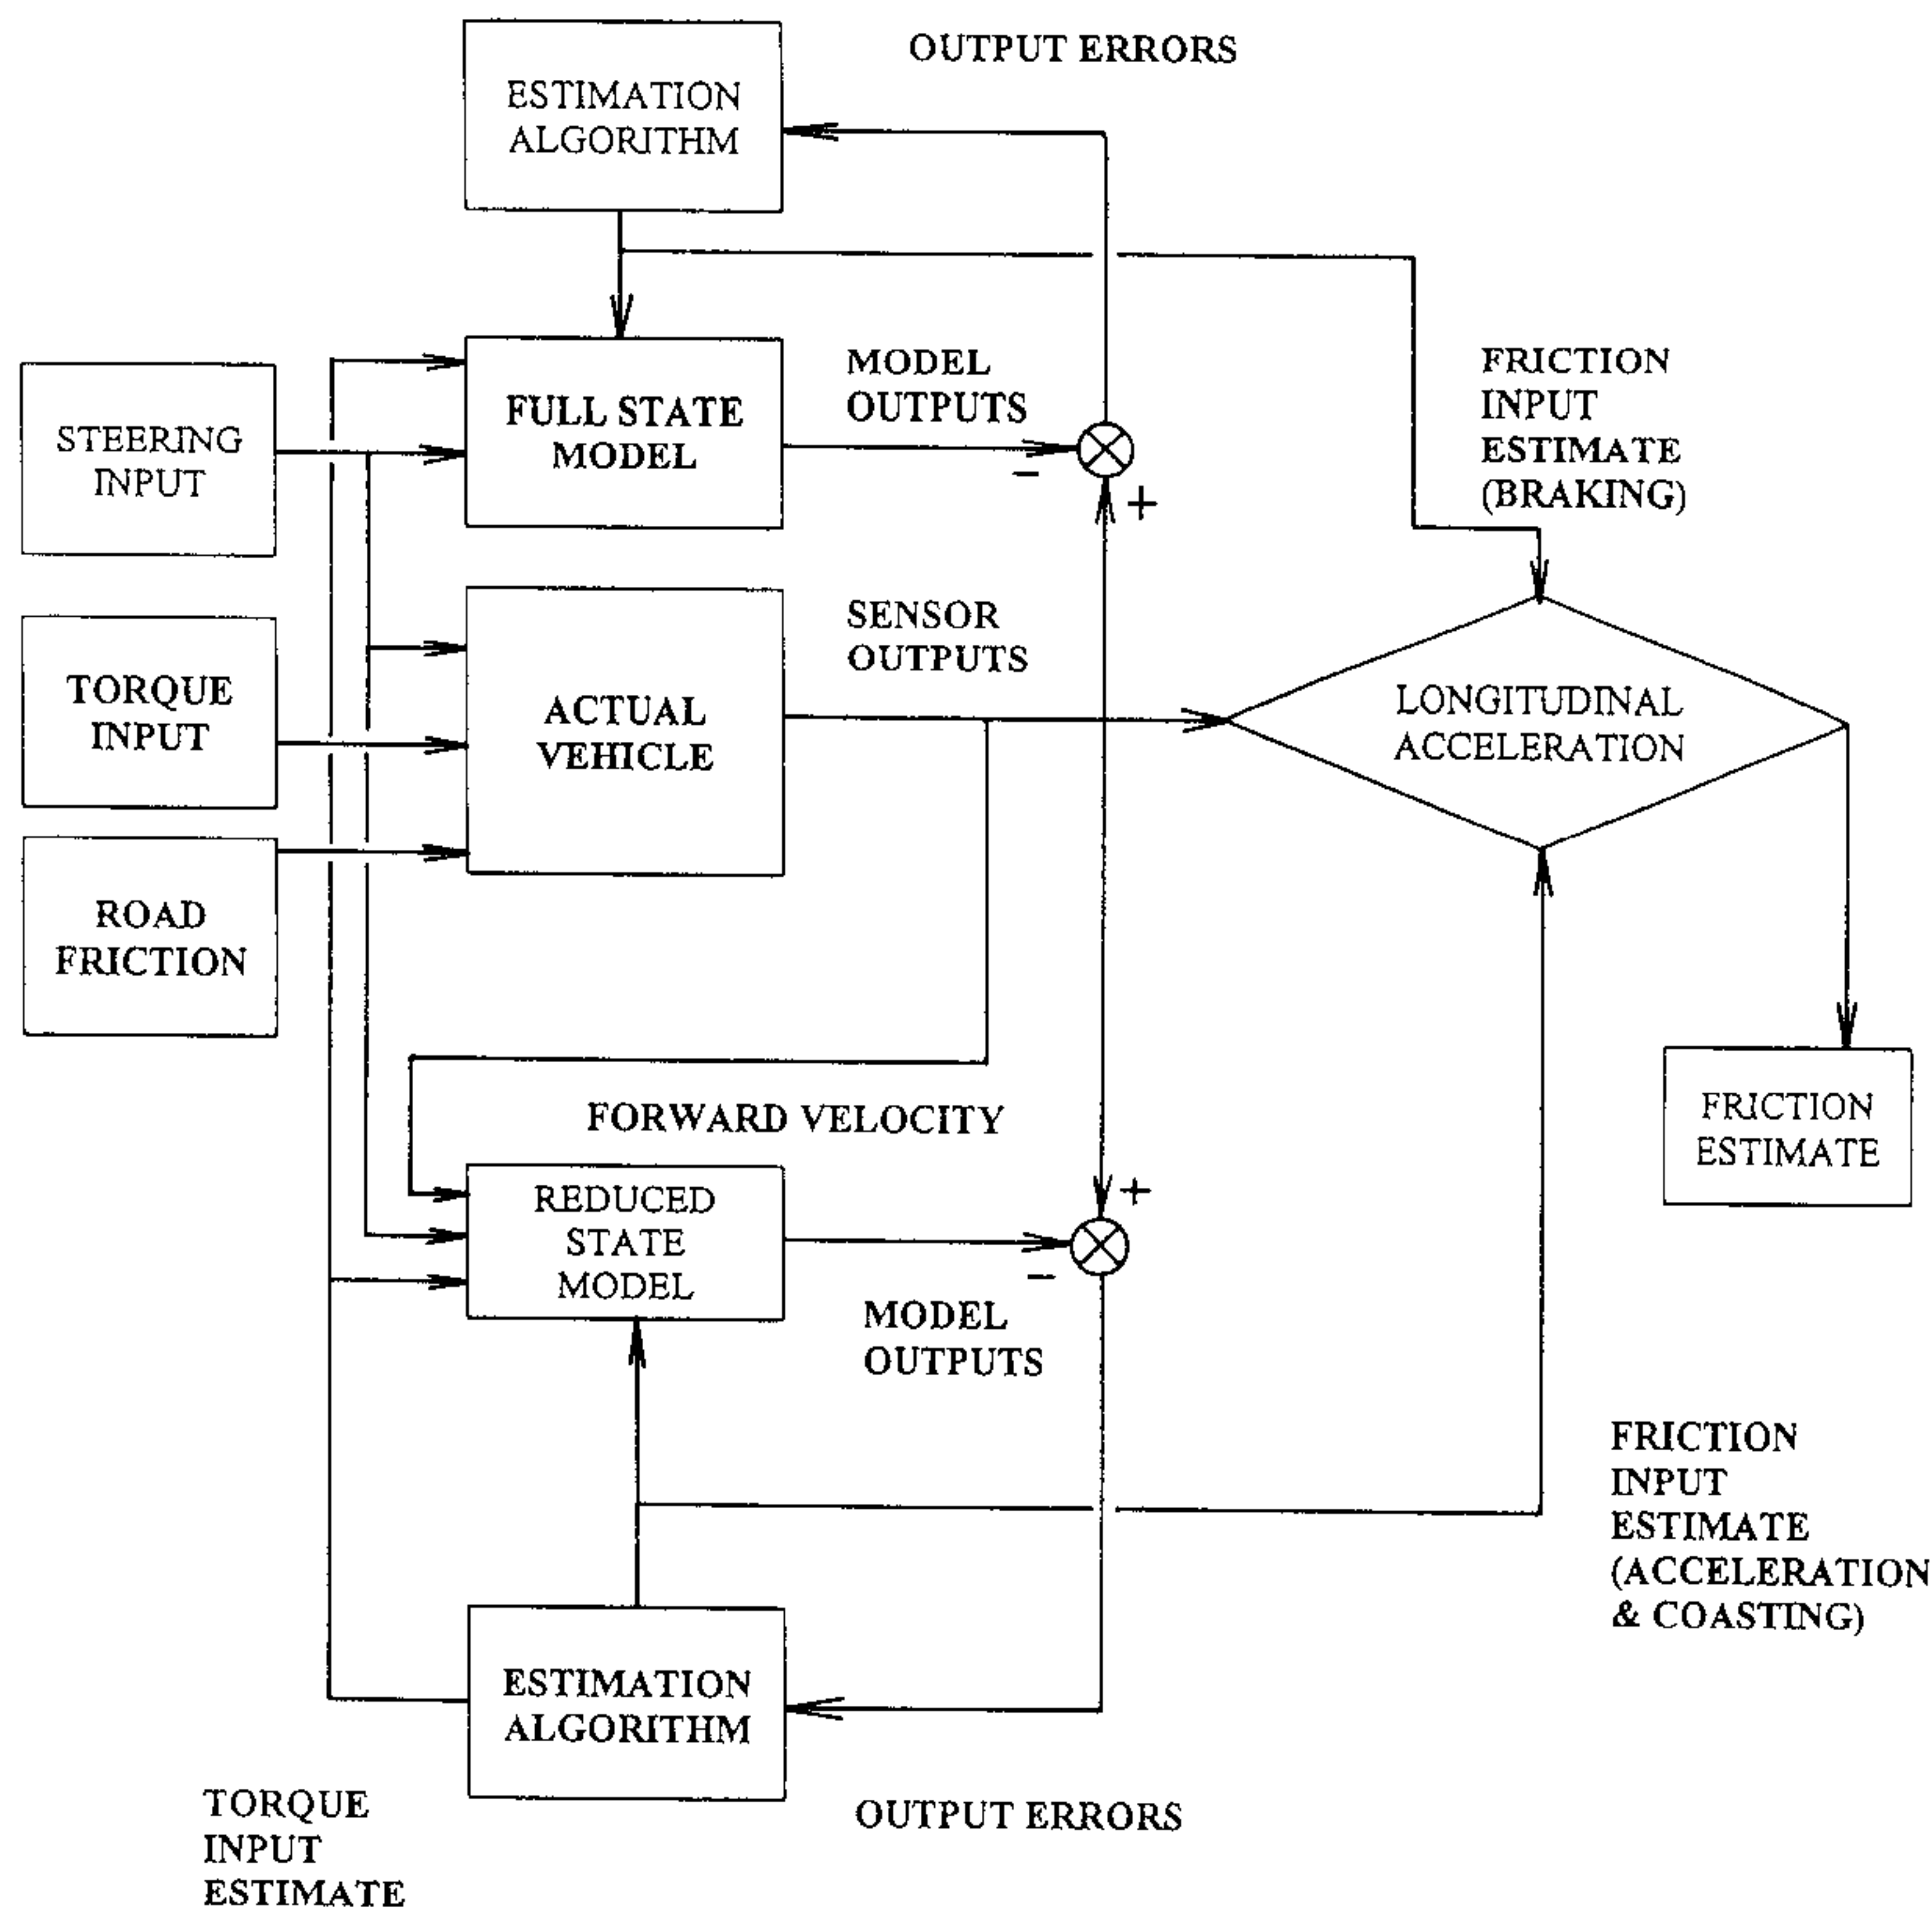 OUTPUT ERRORS
ESTIMATION
ALGORITHM
MODEL
OUTPUTS
FRICTION
INPUT
ESTIMATE
(BRAKING)
FULL STATE
MODEL
STEERING
INPUT
−
+
SENSOR
OUTPUTS
TORQUE
INPUT
ACTUAL
VEHICLE
LONGITUDINAL
ACCELERATION
ROAD
FRICTION
FORWARD VELOCITY
FRICTION
ESTIMATE
REDUCED
STATE
MODEL
+
−
MODEL
OUTPUTS
FRICTION
INPUT
ESTIMATE
(ACCELERATION
& COASTING)
ESTIMATION
ALGORITHM
TORQUE
INPUT
ESTIMATE
OUTPUT ERRORS